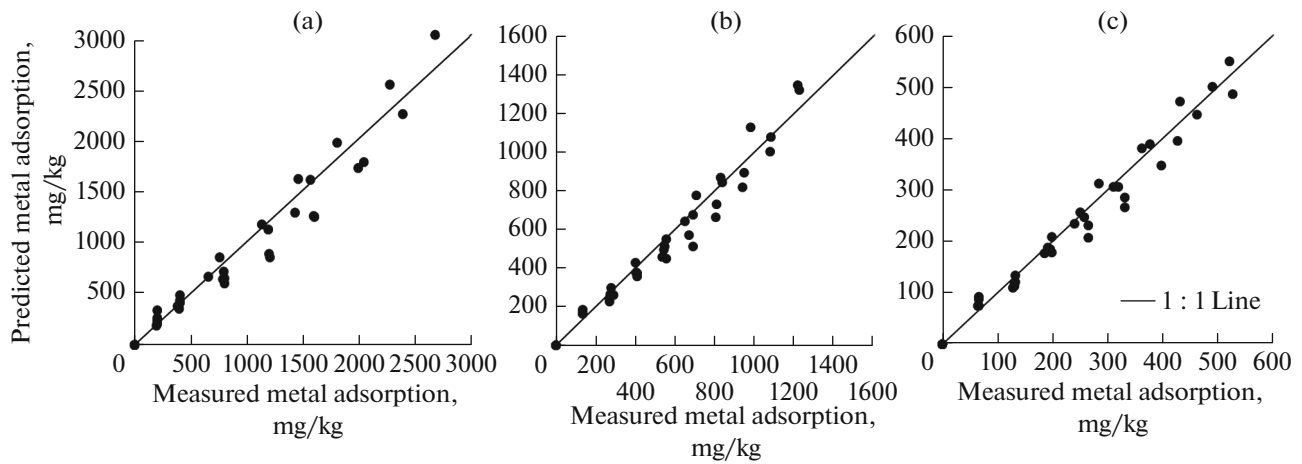 (a)
(b)
(c)
Predicted metal adsorption,
mg/kg
3000
2500
2000
1500
1000
500
0
500 1000 1500 2000 2500 3000
Measured metal adsorption,
mg/kg
1600
1400
1200
1000
800
600
400
200
0
200 600 1000 1400
400 800 1200 1600
Measured metal adsorption,
mg/kg
600
500
400
300
200
100
0
100 200 300 400 500 600
1 : 1 Line
Measured metal adsorption,
mg/kg